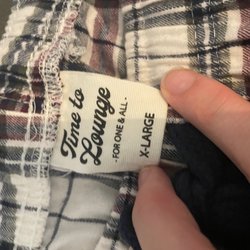 Time to
Lounge
- FOR ONE & ALL -
X-LARGE